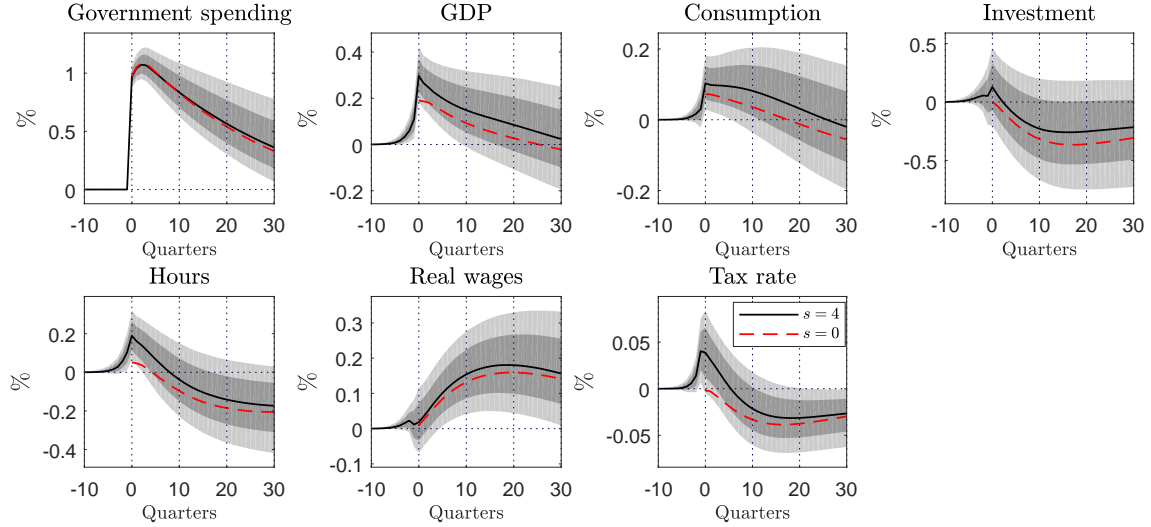 Government spending
GDP
Consumption
Investment
1
0.5
0
%
-10 0 10 20 30
Quarters
0.4
0.2
0
-0.2
%
-10 0 10 20 30
Quarters
0.2
0
-0.2
%
-10 0 10 20 30
Quarters
0.5
0
-0.5
%
-10 0 10 20 30
Quarters
Hours
Real wages
Tax rate
0.2
0
-0.2
-0.4
%
-10 0 10 20 30
Quarters
0.3
0.2
0.1
0
-0.1
%
-10 0 10 20 30
Quarters
0.05
0
-0.05
%
s = 4
s = 0
-10 0 10 20 30
Quarters